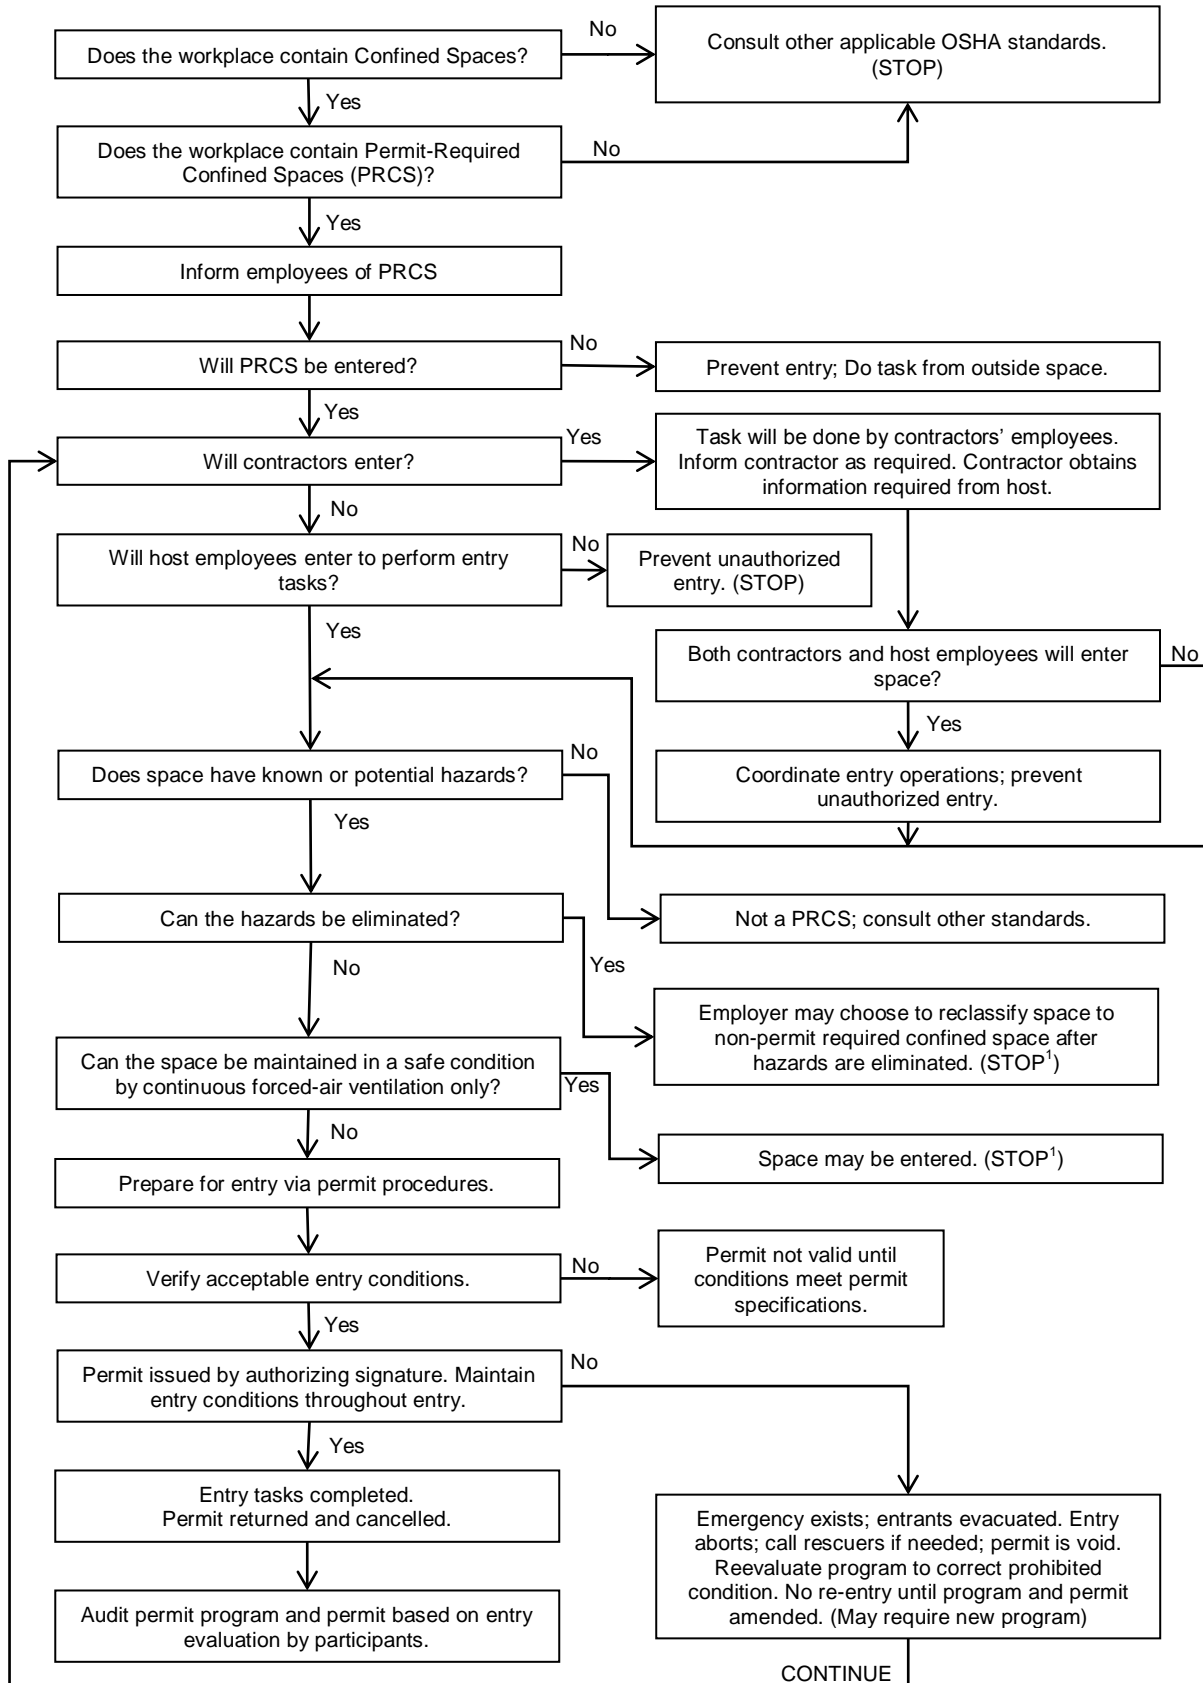 Does the workplace contain Confined Spaces?
No
Consult other applicable OSHA standards.
(STOP)
Yes
Does the workplace contain Permit-Required
Confined Spaces (PRCS)?
No
Yes
Inform employees of PRCS
Will PRCS be entered?
No
Prevent entry; Do task from outside space.
Yes
Will contractors enter?
Yes
Task will be done by contractors’ employees.
Inform contractor as required. Contractor obtains
information required from host.
No
Will host employees enter to perform entry
tasks?
No
Prevent unauthorized
entry. (STOP)
Yes
Both contractors and host employees will enter
space?
No
Yes
Coordinate entry operations; prevent
unauthorized entry.
Does space have known or potential hazards?
No
Yes
Not a PRCS; consult other standards.
Can the hazards be eliminated?
Yes
No
Employer may choose to reclassify space to
non-permit required confined space after
hazards are eliminated. (STOP¹)
Can the space be maintained in a safe condition
by continuous forced-air ventilation only?
Yes
No
Space may be entered. (STOP¹)
Prepare for entry via permit procedures.
Verify acceptable entry conditions.
No
Permit not valid until
conditions meet permit
specifications.
Yes
Permit issued by authorizing signature. Maintain
entry conditions throughout entry.
No
Yes
Entry tasks completed.
Permit returned and cancelled.
Emergency exists; entrants evacuated. Entry
aborts; call rescuers if needed; permit is void.
Reevaluate program to correct prohibited
condition. No re-entry until program and permit
amended. (May require new program)
Audit permit program and permit based on entry
evaluation by participants.
CONTINUE